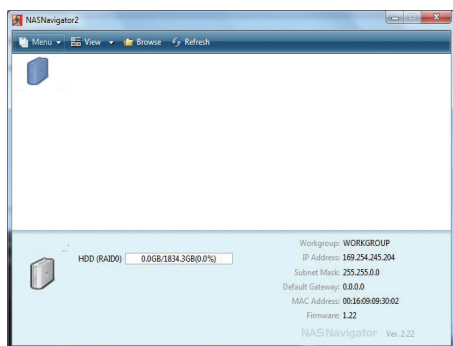 NASNavigator2
Menu View Browse Refresh
HDD (RAID0) 0.0GB/1834.3GB(0.0%)
Workgroup: WORKGROUP
IP Address: 169.254.245.204
Subnet Mask: 255.255.0.0
Default Gateway: 0.0.0.0
MAC Address: 00:16:09:09:30:02
Firmware: 1.22
NAS Navigator Ver. 2.22